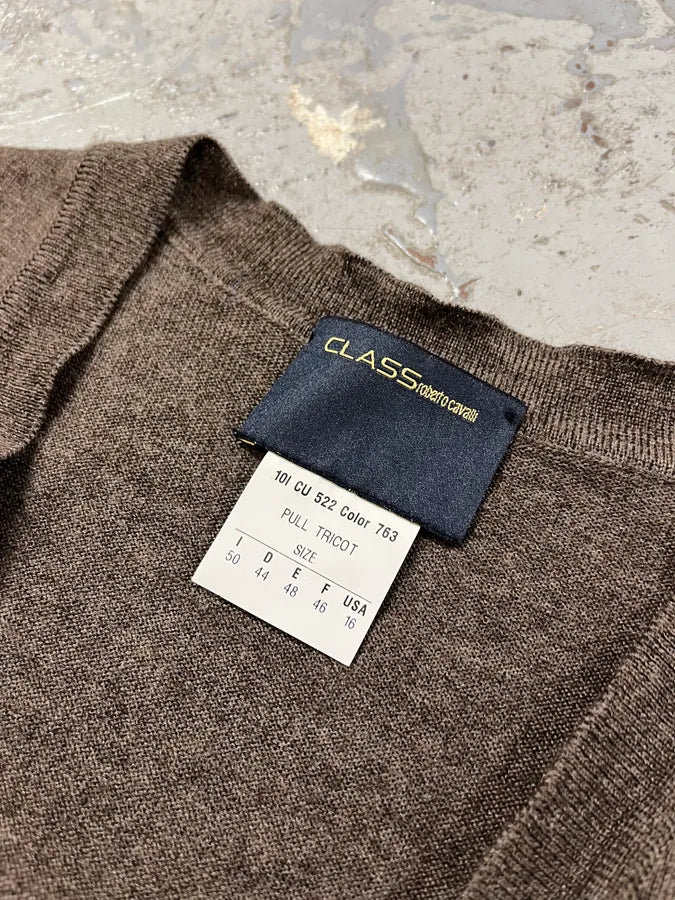 CLASS roberto cavalli
10I CU 522 Color 763
PULL TRICOT
SIZE
I D E F USA
50 44 48 46 16